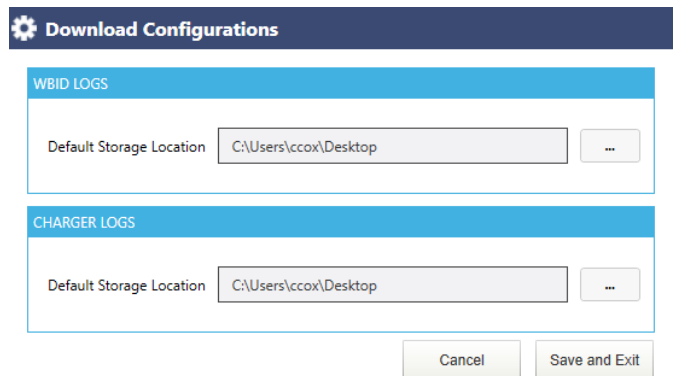 Download Configurations
WBID LOGS
Default Storage Location C:\Users\ccox\Desktop ...
CHARGER LOGS
Default Storage Location C:\Users\ccox\Desktop ...
Cancel Save and Exit